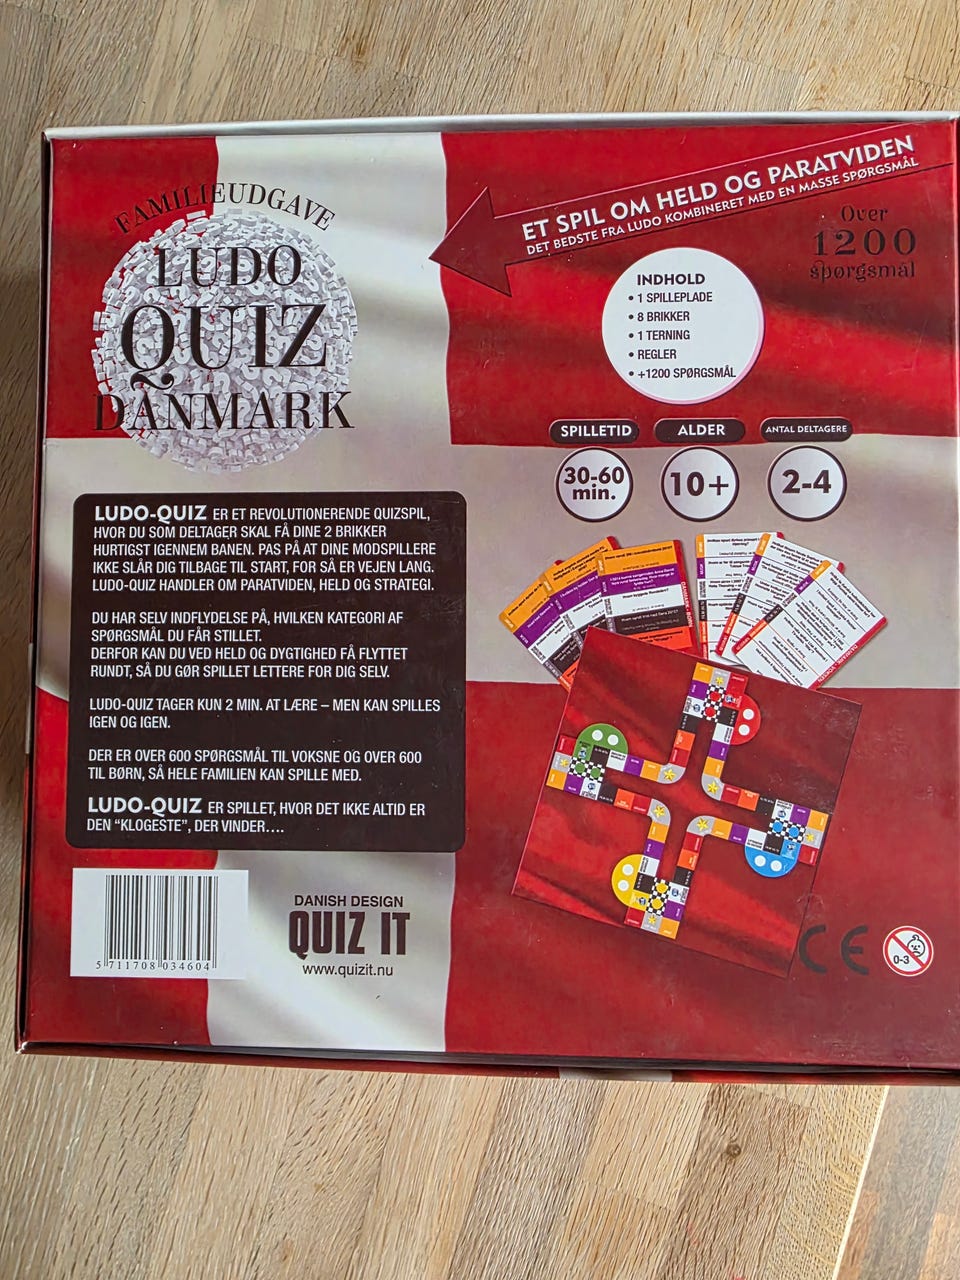 FAMILIEUDGAVE
LUDO
QUIZ
DANMARK
ET SPIL OM HELD OG PARATVIDEN
DET BEDSTE FRA LUDO KOMBINERET MED EN MASSE SPØRGSMÅL
Over
1200
spørgsmål
INDHOLD
• 1 SPILLEPLADE
• 8 BRIKKER
• 1 TERNING
• REGLER
• +1200 SPØRGSMÅL
SPILLETID
30-60
min.
ALDER
10+
ANTAL DELTAGERE
2-4
LUDO-QUIZ ER ET REVOLUTIONERENDE QUIZSPIL,
HVOR DU SOM DELTAGER SKAL FÅ DINE 2 BRIKKER
HURTIGST IGENNEM BANEN. PAS PÅ AT DINE MODSPILLERE
IKKE SLÅR DIG TILBAGE TIL START, FOR SÅ ER VEJEN LANG.
LUDO-QUIZ HANDLER OM PARATVIDEN, HELD OG STRATEGI.
DU HAR SELV INDFLYDELSE PÅ, HVILKEN KATEGORI AF
SPØRGSMÅL DU FÅR STILLET.
DERFOR KAN DU VED HELD OG DYGTIGHED FÅ FLYTTET
RUNDT, SÅ DU GØR SPILLET LETTERE FOR DIG SELV.
LUDO-QUIZ TAGER KUN 2 MIN. AT LÆRE – MEN KAN SPILLES
IGEN OG IGEN.
DER ER OVER 600 SPØRGSMÅL TIL VOKSNE OG OVER 600
TIL BØRN, SÅ HELE FAMILIEN KAN SPILLE MED.
LUDO-QUIZ ER SPILLET, HVOR DET IKKE ALTID ER
DEN “KLOGESTE”, DER VINDER....
5 711708 034604
DANISH DESIGN
QUIZ IT
www.quizit.nu
CE
0-3